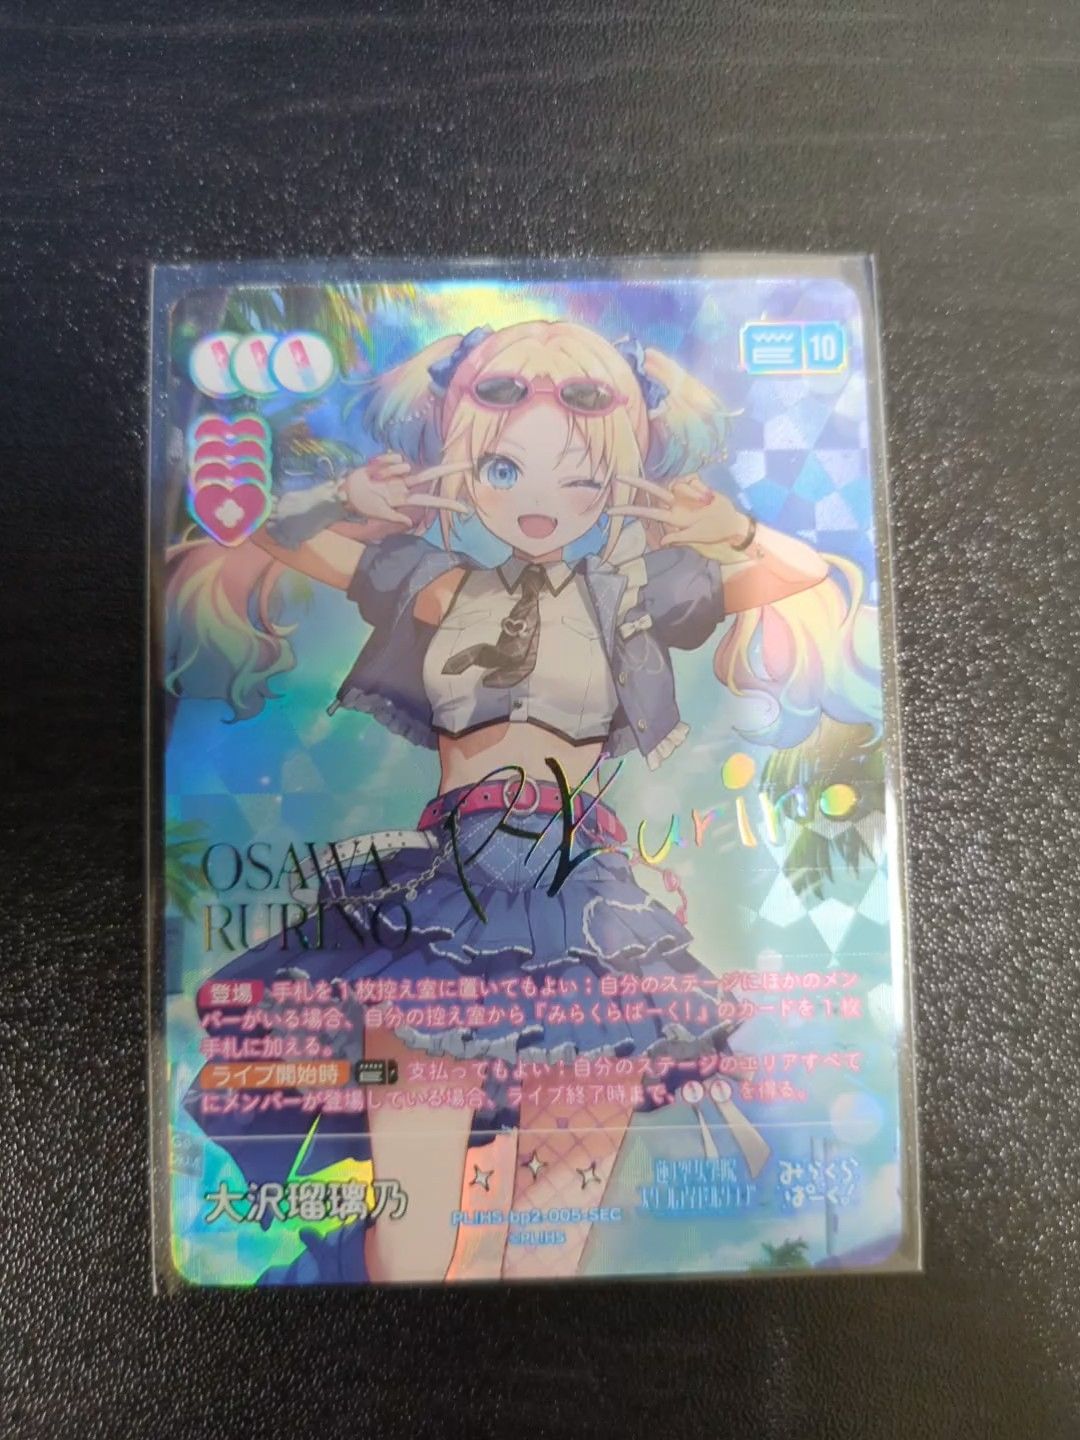 10
Rurino
OSAWA
RURINO
登場 手札を1枚控え室に置いてもよい：自分のステージにほかのメン
バーがいる場合、自分の控え室から『みらくらぱーく!』のカードを1枚
手札に加える。
ライブ開始時 E 支払ってもよい：自分のステージのエリアすべて
にメンバーが登場している場合、ライブ終了時まで、を得る。
大沢瑠璃乃
PL!HS-bp2-005-SEC
©PL!HS
蓮ノ空女学院
スクールアイドルクラブ
みらくら
ぱーく!